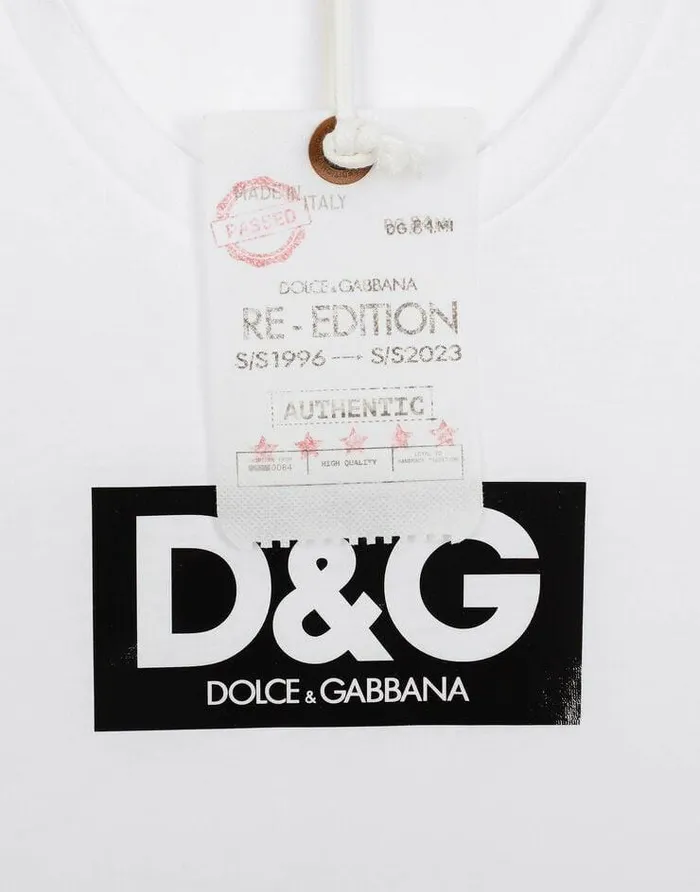 MADE IN ITALY
PASSED
DG.84.MI
DOLCE & GABBANA
RE-EDITION
S/S1996 → S/S2023
AUTHENTIC
HIGH QUALITY
D&G
DOLCE & GABBANA